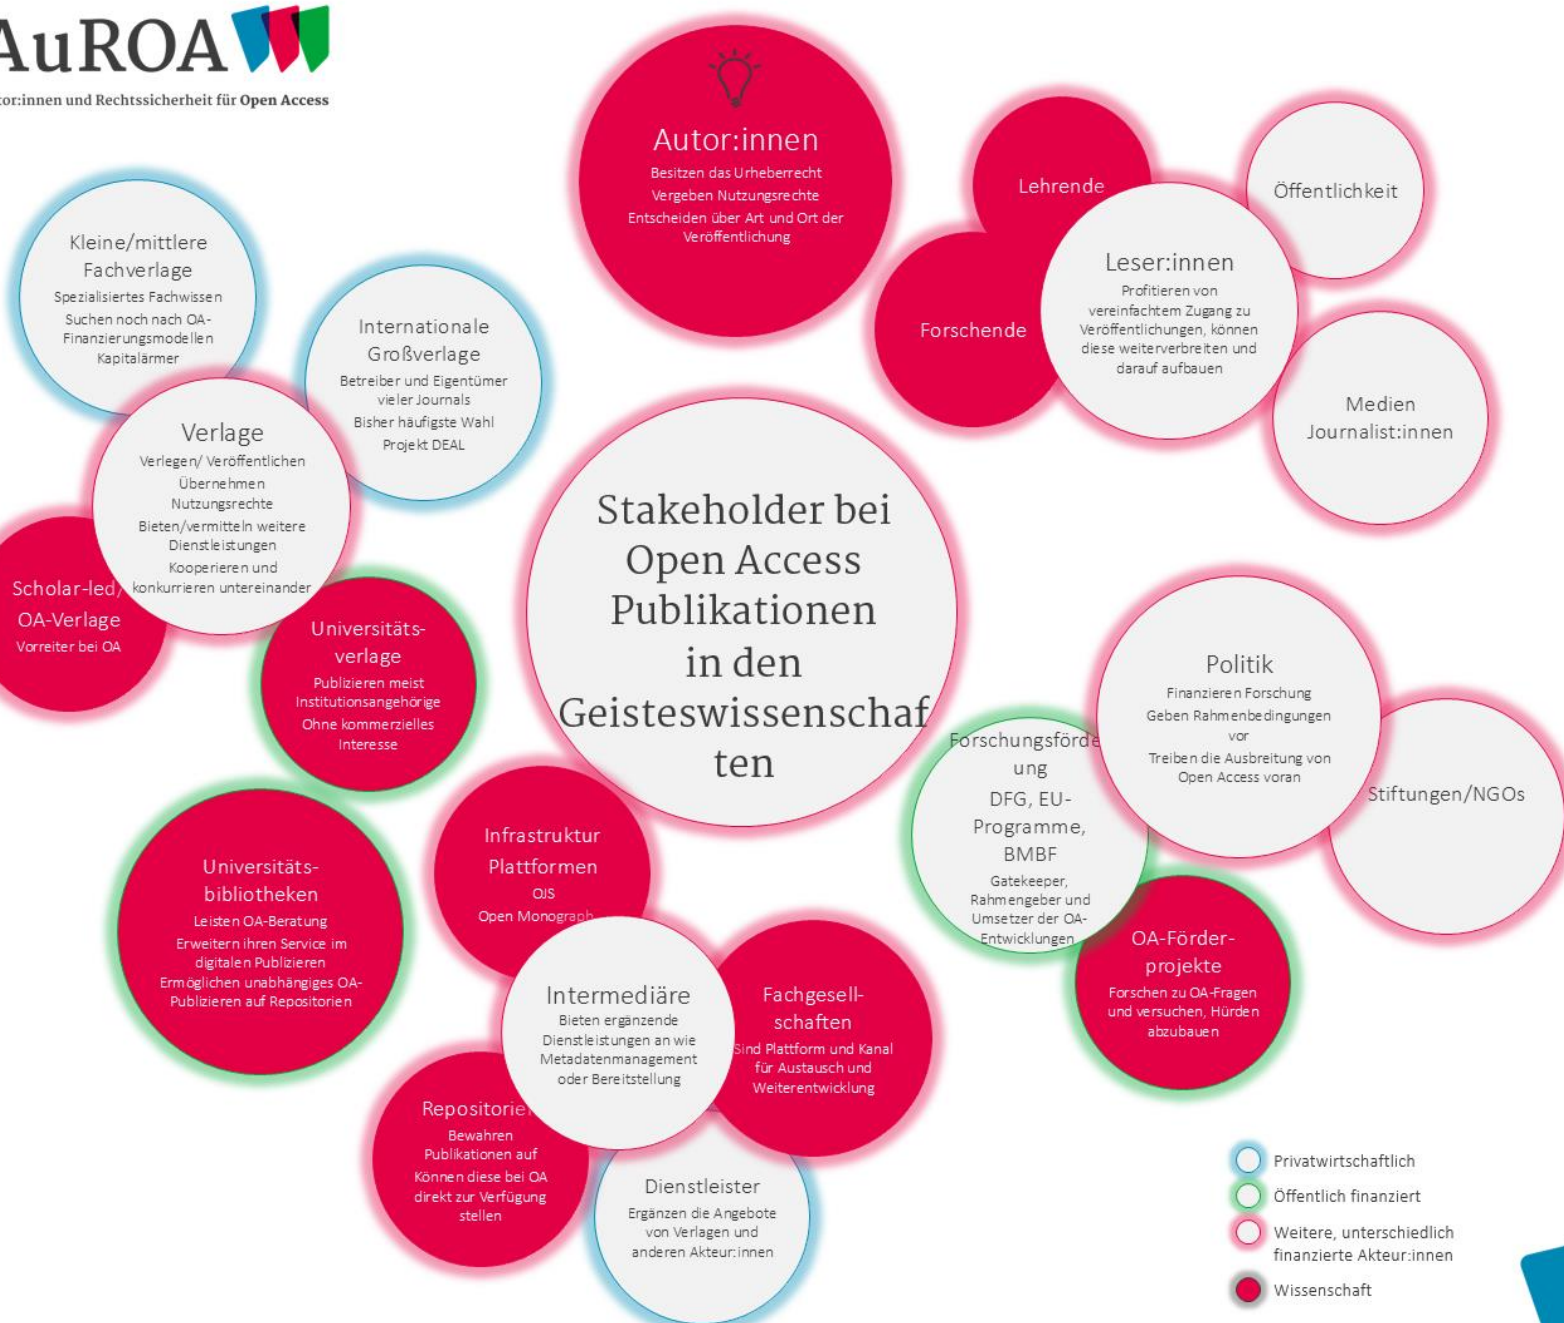 AuROA
tor:innen und Rechtssicherheit für Open Access
Autor:innen
Besitzen das Urheberrecht
Vergeben Nutzungsrechte
Entscheiden über Art und Ort der
Veröffentlichung
Lehrende
Öffentlichkeit
Leser:innen
Profitieren von
vereinfachtem Zugang zu
Veröffentlichungen, können
diese weiterverbreiten und
darauf aufbauen
Forschende
Medien
Journalist:innen
Kleine/mittlere
Fachverlage
Spezialisiertes Fachwissen
Suchen noch nach OA-
Finanzierungsmodellen
Kapitalärmer
Internationale
Großverlage
Betreiber und Eigentümer
vieler Journals
Bisher häufigste Wahl
Projekt DEAL
Verlage
Verlegen/ Veröffentlichen
Übernehmen
Nutzungsrechte
Bieten/vermitteln weitere
Dienstleistungen
Kooperieren und
konkurrieren untereinander
Scholar-led/
OA-Verlage
Vorreiter bei OA
Universitäts-
verlage
Publizieren meist
Institutionsangehörige
Ohne kommerzielles
Interesse
Stakeholder bei
Open Access
Publikationen
in den
Geisteswissenschaf
ten
Politik
Finanzieren Forschung
Geben Rahmenbedingungen
vor
Treiben die Ausbreitung von
Open Access voran
Forschungsförde
ung
DFG, EU-
Programme,
BMBF
Gatekeeper,
Rahmengeber und
Umsetzer der OA-
Entwicklungen
Stiftungen/NGOs
OA-Förder-
projekte
Forschen zu OA-Fragen
und versuchen, Hürden
abzubauen
Universitäts-
bibliotheken
Leisten OA-Beratung
Erweitern ihren Service im
digitalen Publizieren
Ermöglichen unabhängiges OA-
Publizieren auf Repositorien
Infrastruktur
Plattformen
OJS
Open Monograph
Intermediäre
Bieten ergänzende
Dienstleistungen an wie
Metadatenmanagement
oder Bereitstellung
Fachgesell-
schaften
Sind Plattform und Kanal
für Austausch und
Weiterentwicklung
Repositorie
Bewahren
Publikationen auf
Können diese bei OA
direkt zur Verfügung
stellen
Dienstleister
Ergänzen die Angebote
von Verlagen und
anderen Akteur:innen
Privatwirtschaftlich
Öffentlich finanziert
Weitere, unterschiedlich
finanzierte Akteur:innen
Wissenschaft